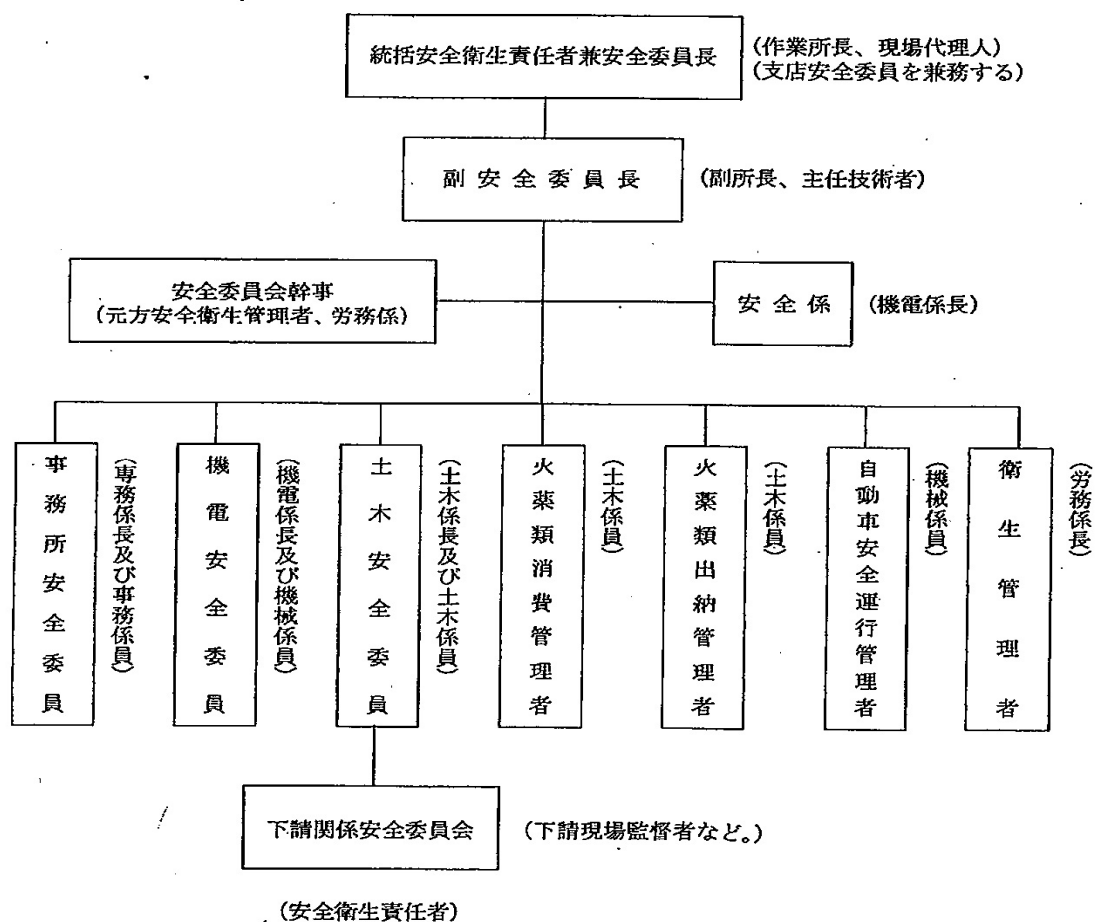 統括安全衛生責任者兼安全委員長
(作業所長、現場代理人)
(支店安全委員を兼務する)
副安全委員長
(副所長、主任技術者)
安全委員会幹事
(元方安全衛生管理者、労務係)
安全係
(機電係長)
事務所安全委員
(専務係長及び事務係員)
機電安全委員
(機電係長及び機械係員)
土木安全委員
(土木係長及び土木係員)
火薬類消費管理者
(土木係員)
火薬類出納管理者
(土木係員)
自動車安全運行管理者
(機械係員)
衛生管理者
(労務係長)
下請関係安全委員会
(下請現場監督者など。)
(安全衛生責任者)